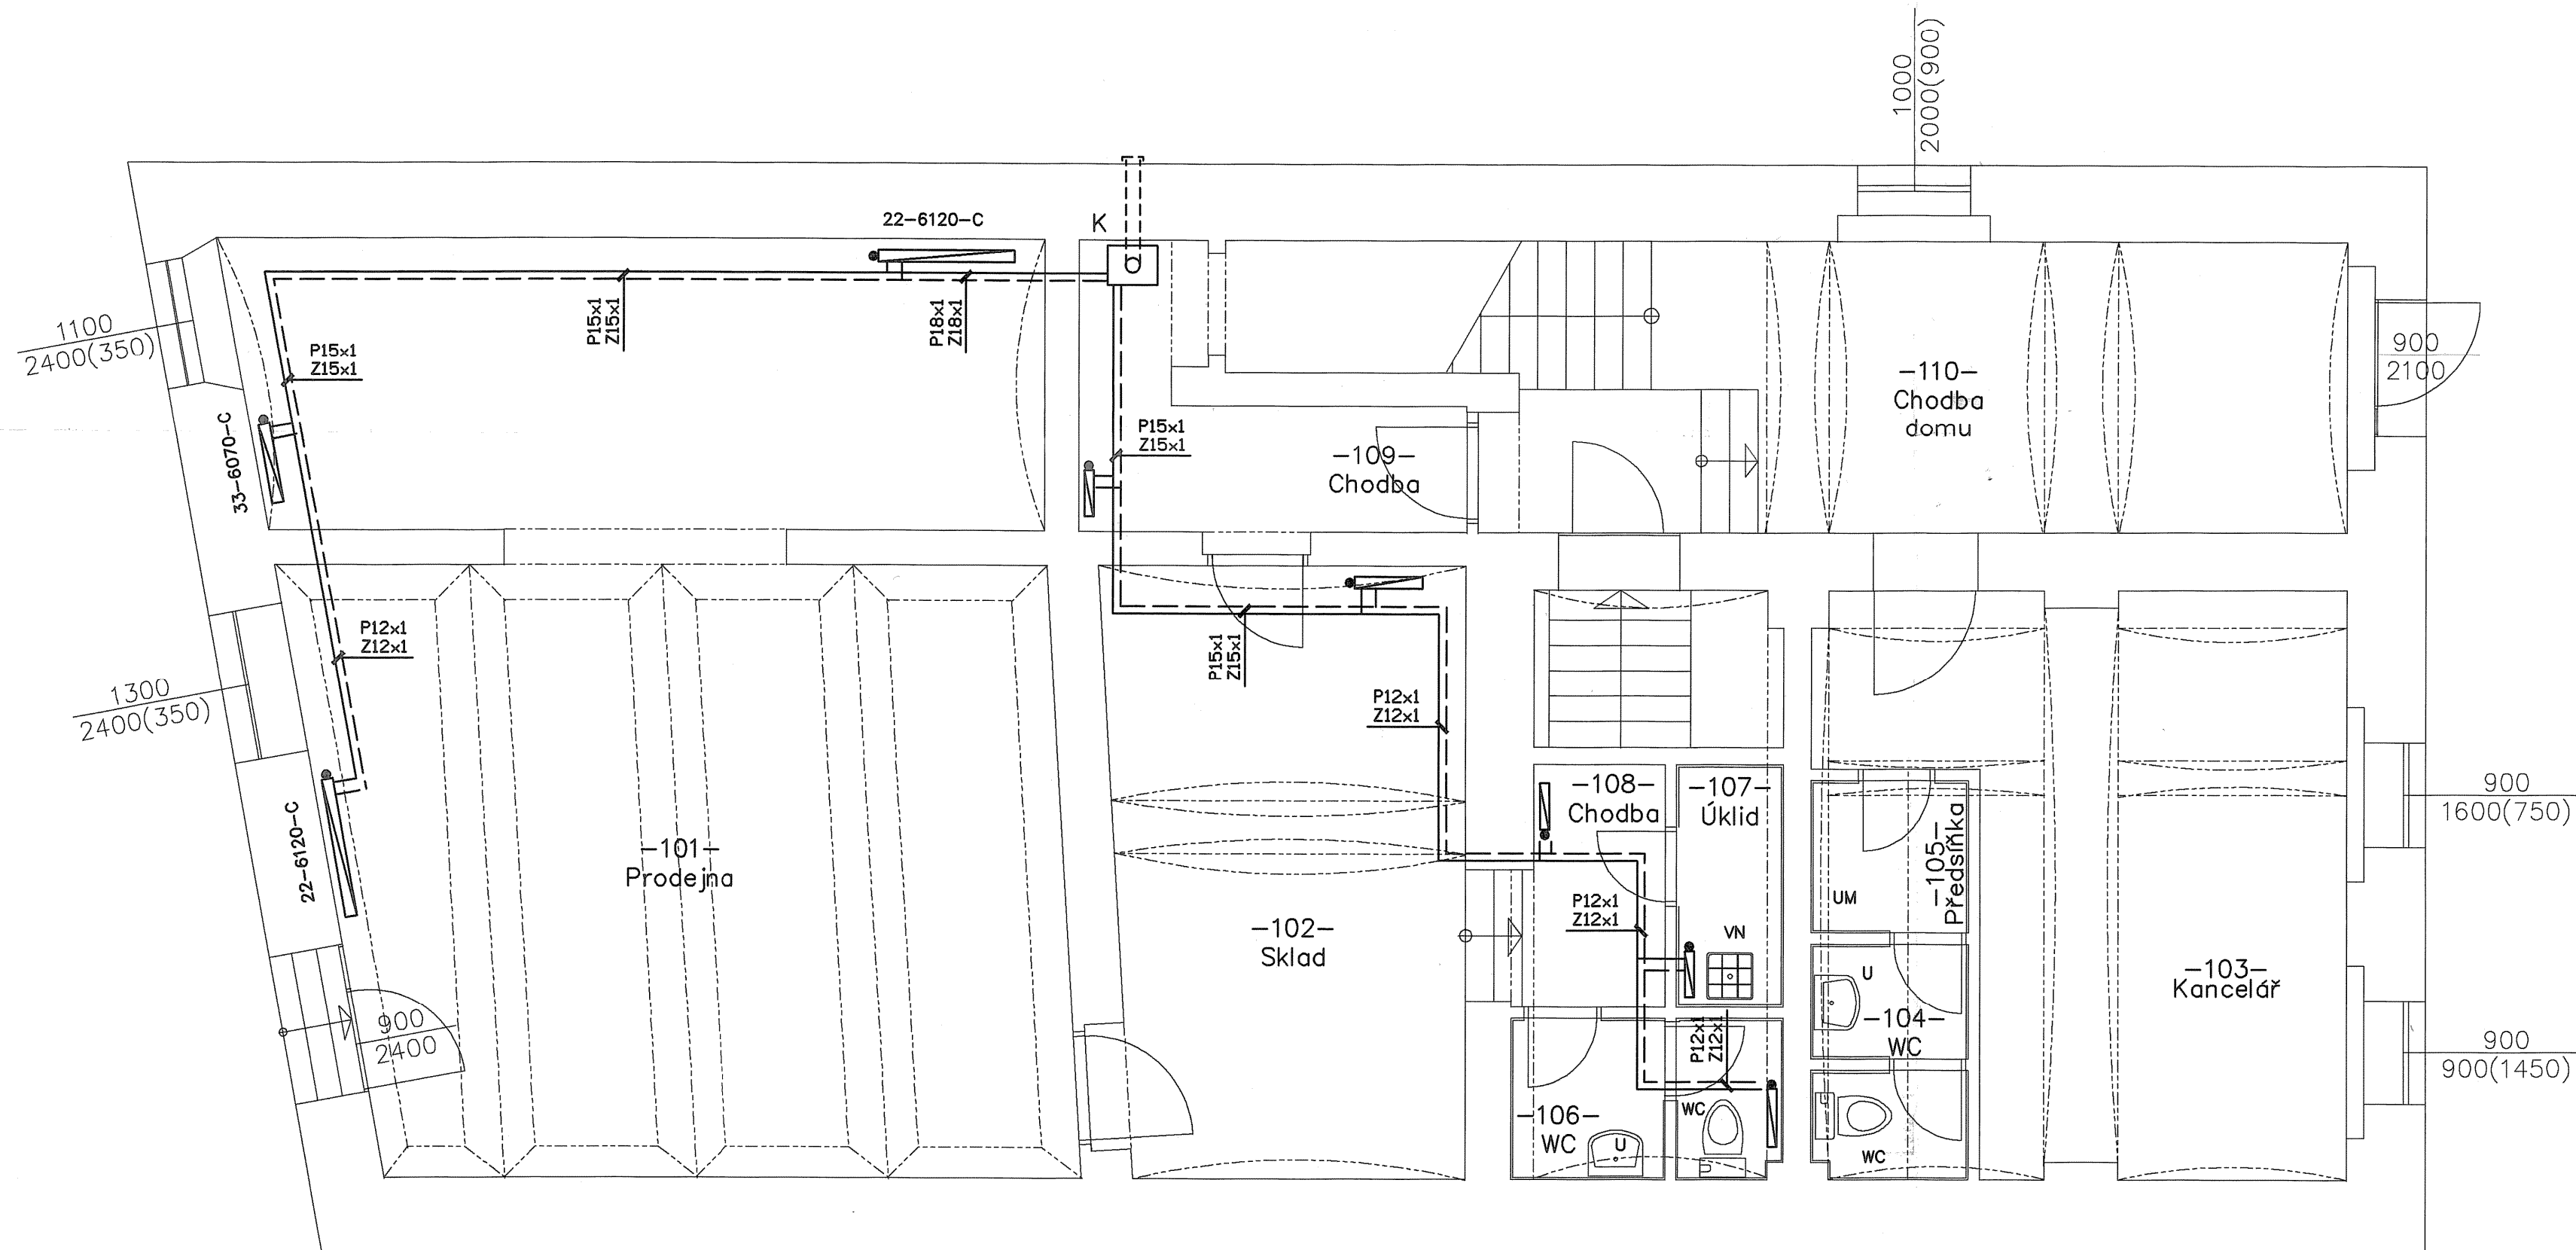 1000
2000(900)
22-6120-C
K
P15x1
Z15x1
P18x1
Z18x1
1100
2400(350)
P15x1
Z15x1
33-6070-C
P15x1
Z15x1
-109-
Chodba
-110-
Chodba
domu
900
2100
P12x1
Z12x1
P15x1
Z15x1
1300
2400(350)
P12x1
Z12x1
22-6120-C
-101-
Prodejna
-108-
Chodba
-107-
Úklid
-105-
Předsíňka
UM
900
1600(750)
P12x1
Z12x1
VN
-102-
Sklad
U
-103-
Kancelář
900
2400
-104-
WC
900
900(1450)
P12x1
Z12x1
-106-
WC
U
WC
WC